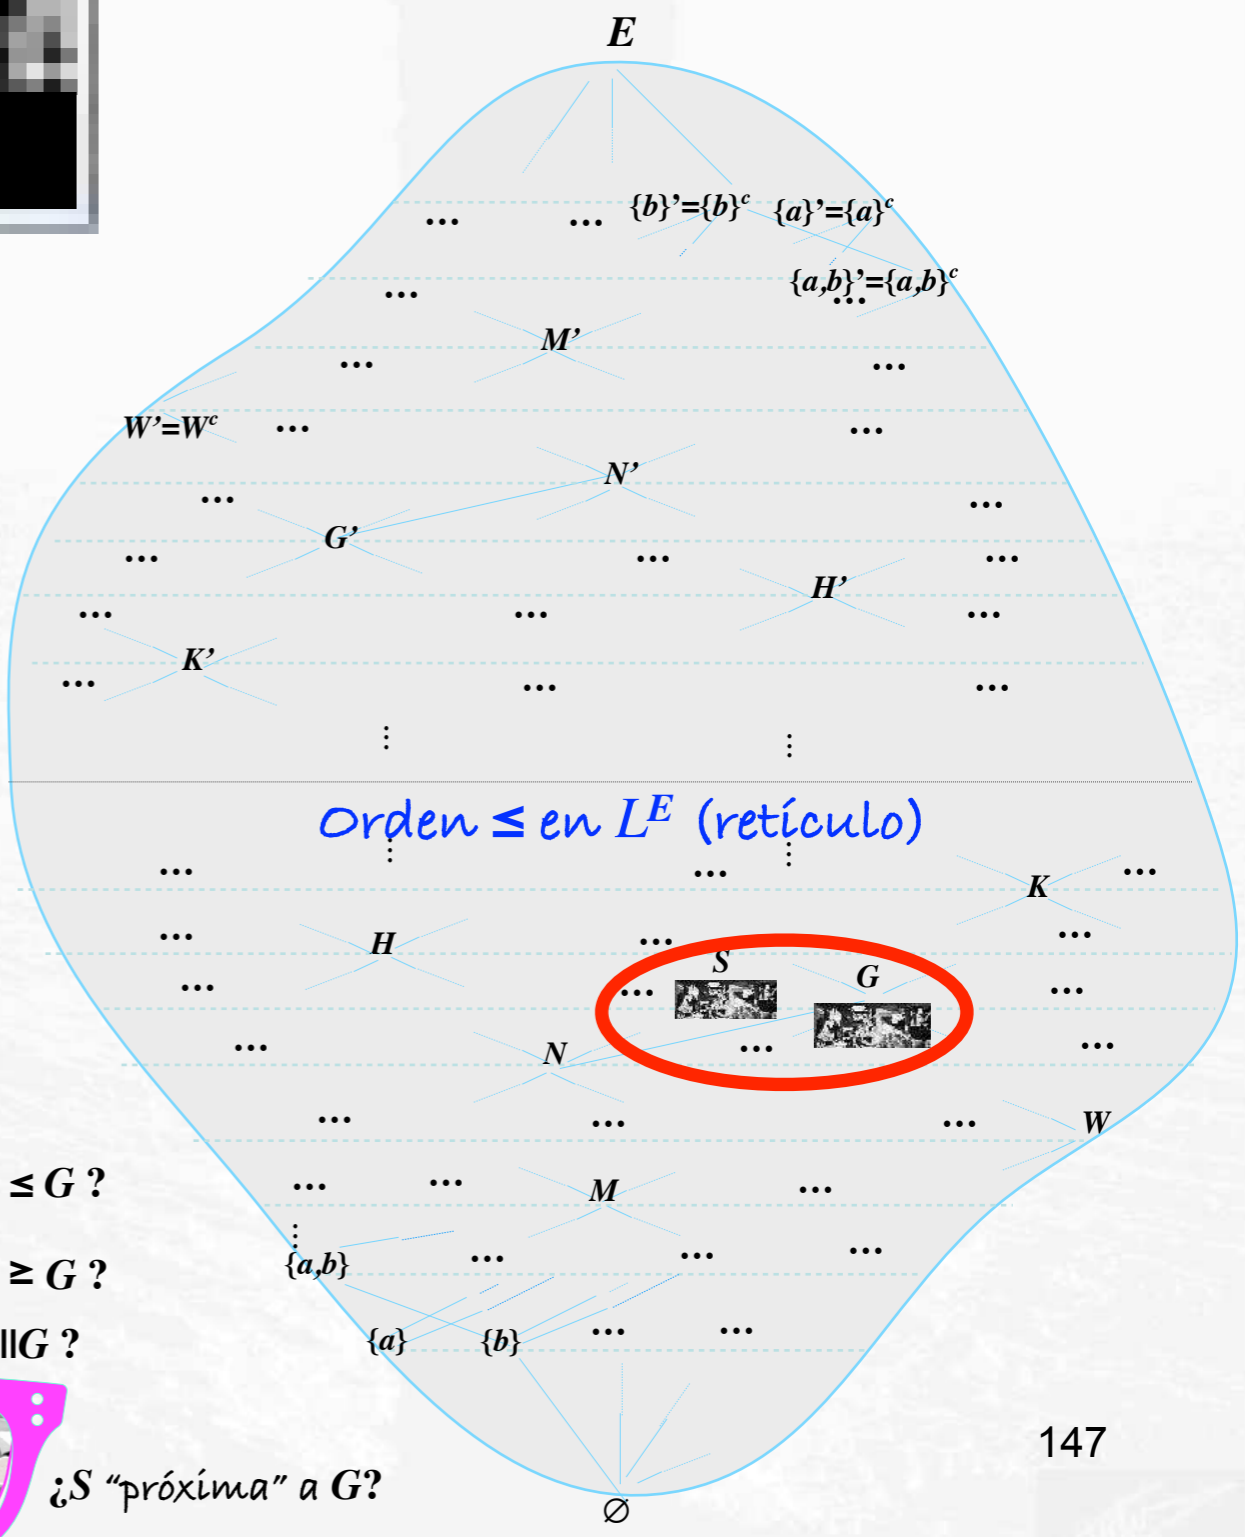 E
... ... {b}’={b}ᶜ {a}’={a}ᶜ
... {a,b}’={a,b}ᶜ
...
M’
... ...
W’=Wᶜ ... ...
N’
... ...
G’
... ... ...
H’
... ... ...
K’
... ... ...
⋮ ⋮
Orden ≤ en Lᴱ (retículo)
⋮ ⋮
... ... K ...
... H ... ...
S G
... ... ...
... N ... ...
... ... ... W
≤ G ?
... ... M ...
⋮
{a,b} ... ... ...
≥ G ?
{a} {b} ... ...
||G ?
147
¿S “próxima” a G?
∅